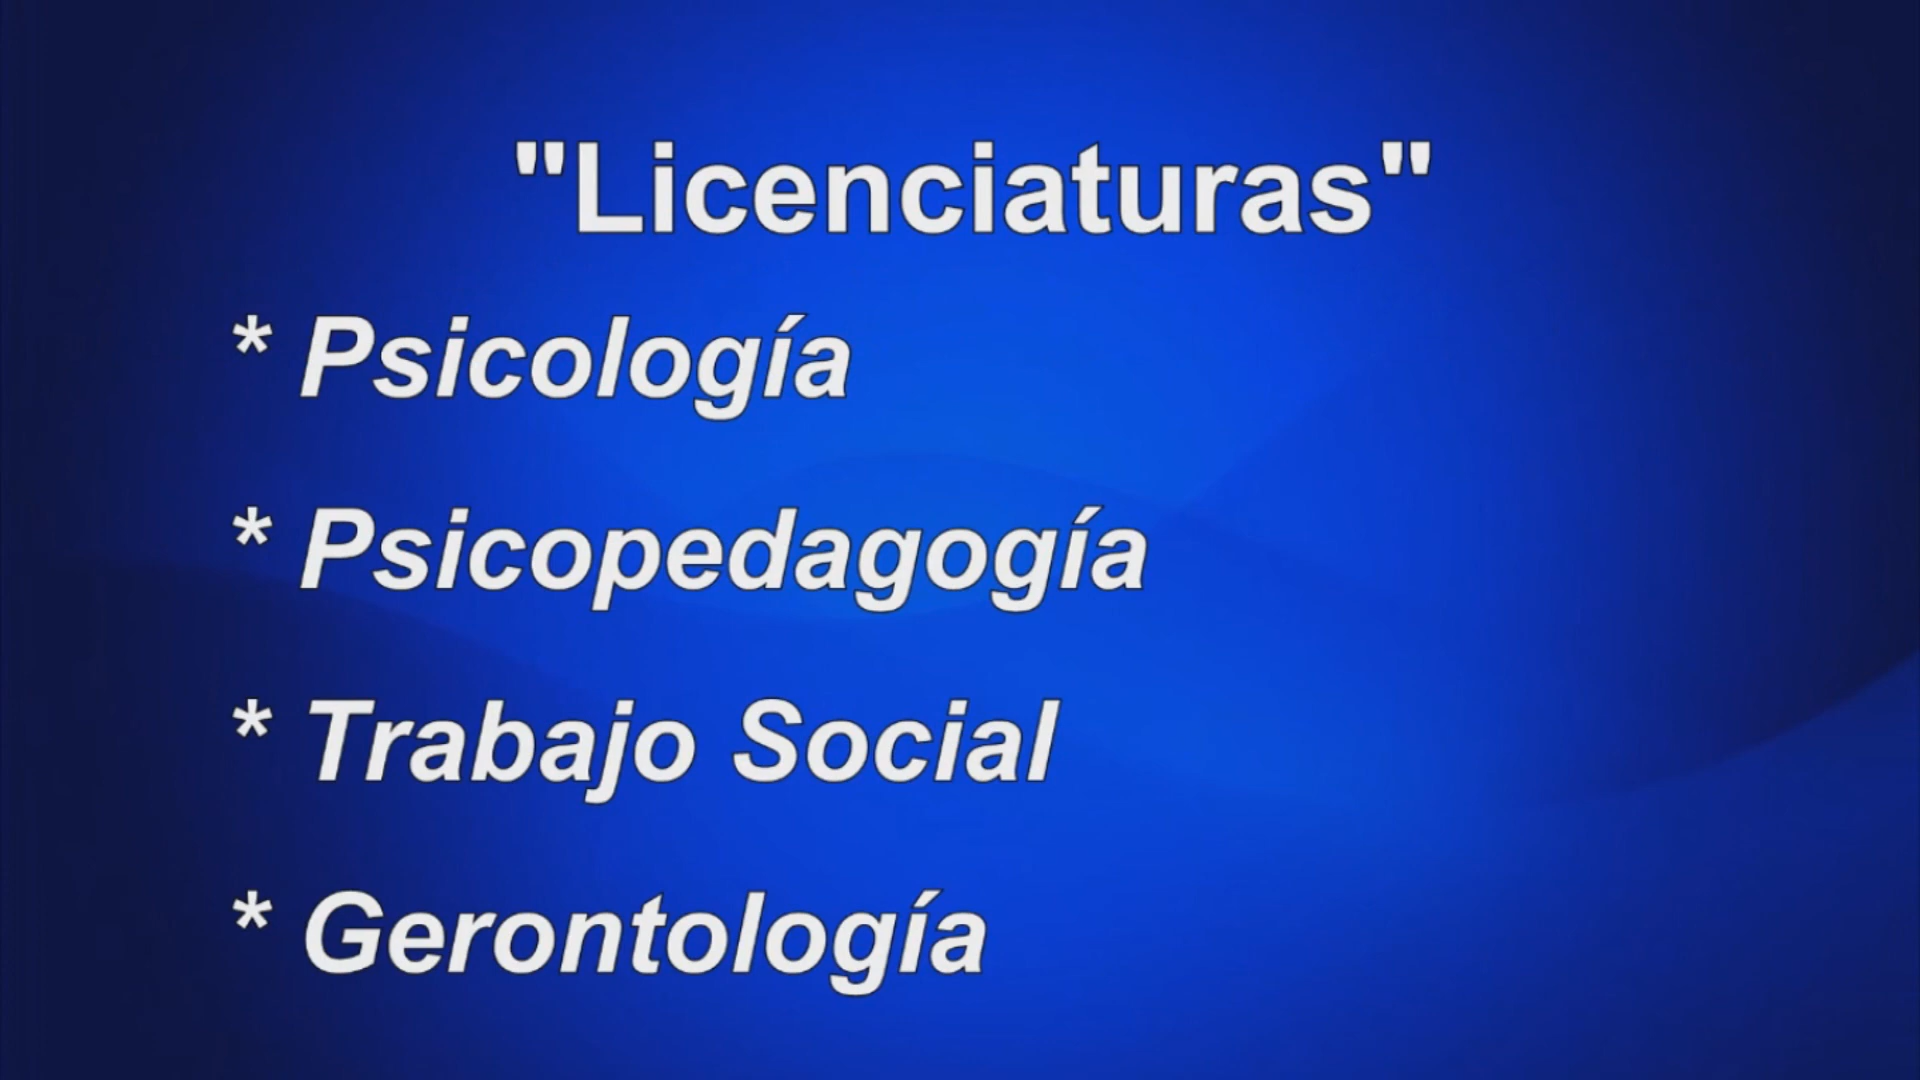 "Licenciaturas"
* Psicología
* Psicopedagogía
* Trabajo Social
* Gerontología